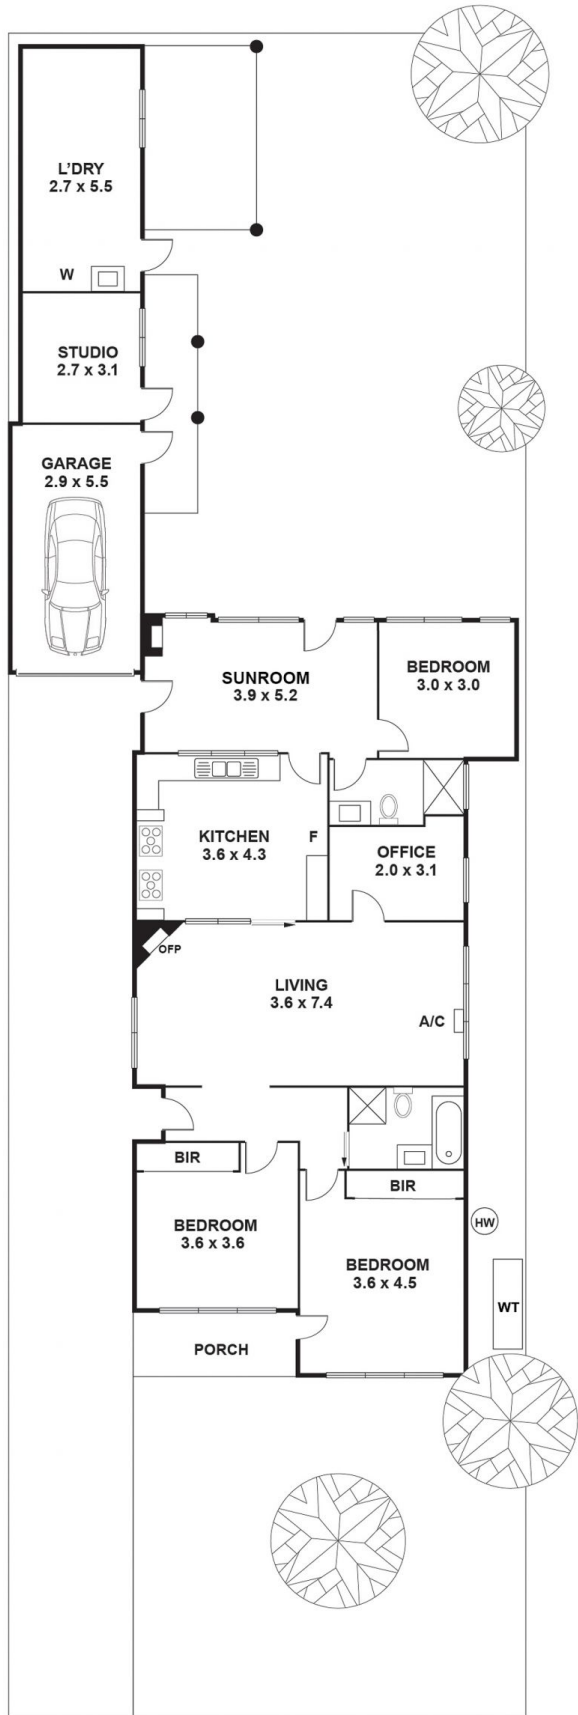 L'DRY
2.7 x 5.5
W
STUDIO
2.7 x 3.1
GARAGE
2.9 x 5.5
SUNROOM
3.9 x 5.2
BEDROOM
3.0 x 3.0
KITCHEN
3.6 x 4.3
F
OFFICE
2.0 x 3.1
OFP
LIVING
3.6 x 7.4
A/C
BIR
BIR
BEDROOM
3.6 x 3.6
HW
BEDROOM
3.6 x 4.5
WT
PORCH